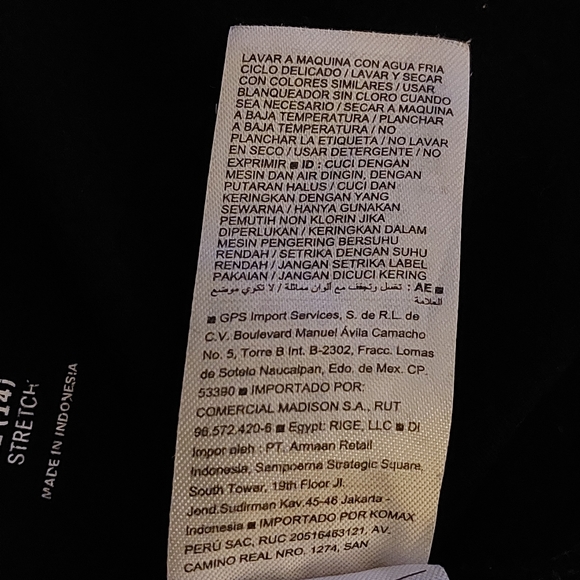 LAVAR A MAQUINA CON AGUA FRIA
CICLO DELICADO / LAVAR Y SECAR
CON COLORES SIMILARES / USAR
BLANQUEADOR SIN CLORO CUANDO
SEA NECESARIO / SECAR A MAQUINA
A BAJA TEMPERATURA / PLANCHAR
A BAJA TEMPERATURA / NO
PLANCHAR LA ETIQUETA / NO LAVAR
EN SECO / USAR DETERGENTE / NO
EXPRIMIR ■ ID : CUCI DENGAN
MESIN DAN AIR DINGIN, DENGAN
PUTARAN HALUS / CUCI DAN
KERINGKAN DENGAN YANG
SEWARNA / HANYA GUNAKAN
PEMUTIH NON KLORIN JIKA
DIPERLUKAN / KERINGKAN DALAM
MESIN PENGERING BERSUHU
RENDAH / SETRIKA DENGAN SUHU
RENDAH / JANGAN SETRIKA LABEL
PAKAIAN / JANGAN DICUCI KERING
■ AE : تغسل وتجفف مع ألوان مماثلة / لا تكوي موضع
العلامة
■ GPS Import Services, S. de R.L. de
C.V. Boulevard Manuel Ávila Camacho
No. 5, Torre B Int. B-2302, Fracc. Lomas
de Sotelo Naucalpan, Edo. de Mex. CP.
53390 ■ IMPORTADO POR:
COMERCIAL MADISON S.A., RUT
96.572.420-6 ■ Egypt: RIGE, LLC ■ DI
Impor oleh : PT. Armaan Retail
Indonesia, Sampoerna Strategic Square,
South Tower, 19th Floor Jl.
Jend.Sudirman Kav.45-46 Jakarta -
Indonesia ■ IMPORTADO POR KOMAX
PERÚ SAC, RUC 20516463121, AV.
CAMINO REAL NRO. 1274, SAN
(14)
STRETCH
MADE IN INDONESIA